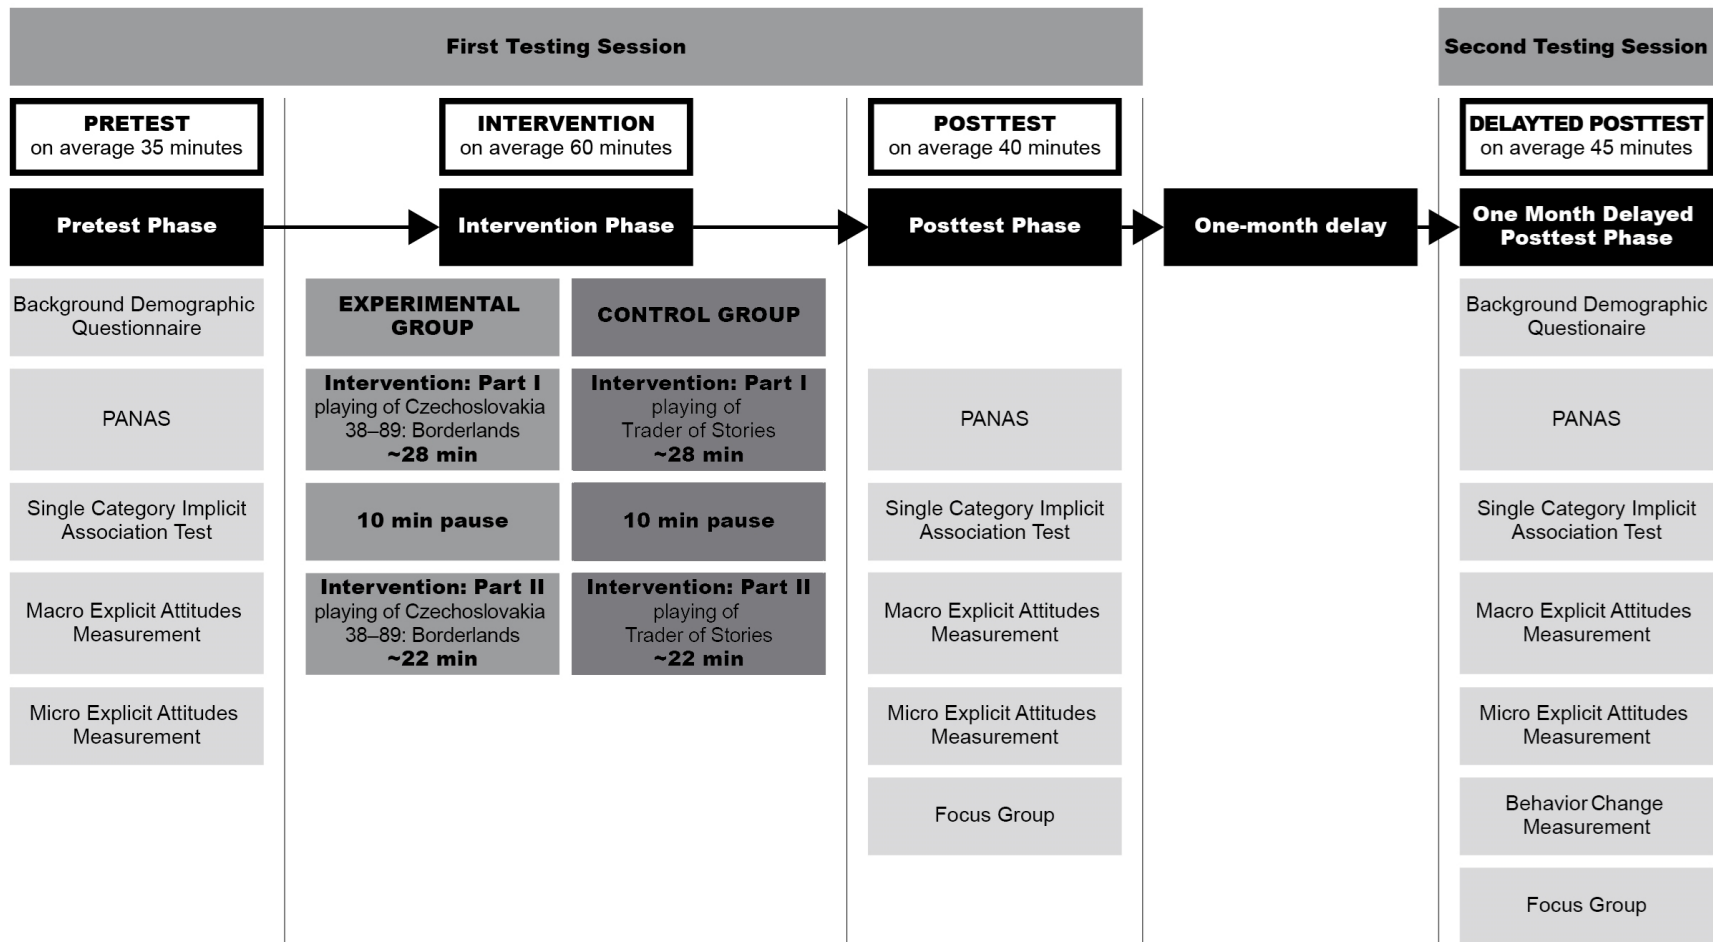 First Testing Session
Second Testing Session
PRETEST
on average 35 minutes
INTERVENTION
on average 60 minutes
POSTTEST
on average 40 minutes
DELAYTED POSTTEST
on average 45 minutes
Pretest Phase
Intervention Phase
Posttest Phase
One-month delay
One Month Delayed
Posttest Phase
Background Demographic
Questionnaire
PANAS
Single Category Implicit
Association Test
Macro Explicit Attitudes
Measurement
Micro Explicit Attitudes
Measurement
EXPERIMENTAL
GROUP
Intervention: Part I
playing of Czechoslovakia
38–89: Borderlands
~28 min
10 min pause
Intervention: Part II
playing of Czechoslovakia
38–89: Borderlands
~22 min
CONTROL GROUP
Intervention: Part I
playing of
Trader of Stories
~28 min
10 min pause
Intervention: Part II
playing of
Trader of Stories
~22 min
PANAS
Single Category Implicit
Association Test
Macro Explicit Attitudes
Measurement
Micro Explicit Attitudes
Measurement
Focus Group
Background Demographic
Questionaire
PANAS
Single Category Implicit
Association Test
Macro Explicit Attitudes
Measurement
Micro Explicit Attitudes
Measurement
Behavior Change
Measurement
Focus Group